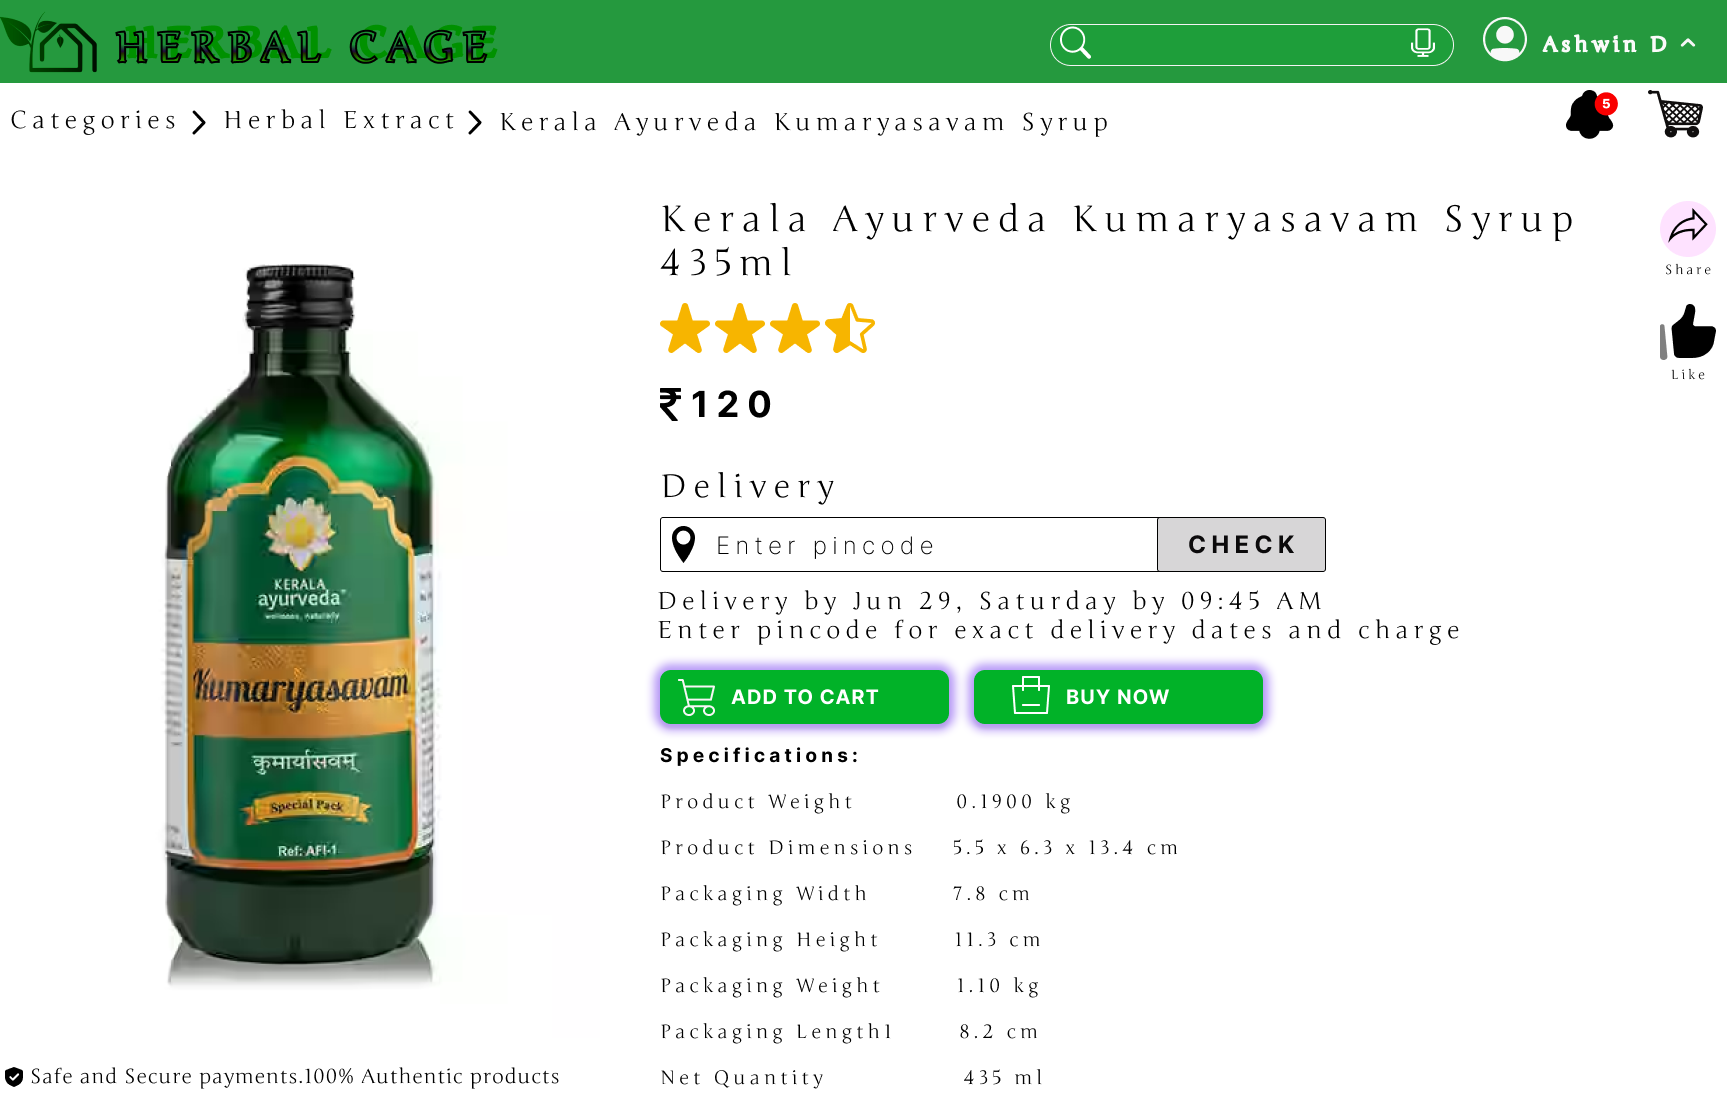 HERBAL CAGE
Ashwin D
Categories
Herbal Extract
Kerala Ayurveda Kumaryasavam Syrup
5
Kerala Ayurveda Kumaryasavam Syrup
435ml
Share
Like
₹120
Delivery
Enter pincode
CHECK
Delivery by Jun 29, Saturday by 09:45 AM
Enter pincode for exact delivery dates and charge
ADD TO CART
BUY NOW
Specifications:
Product Weight 0.1900 kg
Product Dimensions 5.5 x 6.3 x 13.4 cm
Packaging Width 7.8 cm
Packaging Height 11.3 cm
Packaging Weight 1.10 kg
Packaging Length1 8.2 cm
Net Quantity 435 ml
KERALA
ayurveda
wellness, naturally
Kumaryasavam
कुमार्यासवम्
Special Pack
Ref: AFI-1
Safe and Secure payments.100% Authentic products